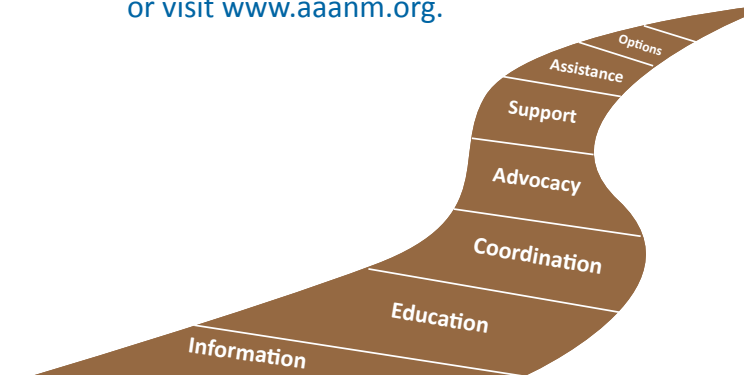 or visit www.aaanm.org.
Options
Assistance
Support
Advocacy
Coordination
Education
Information